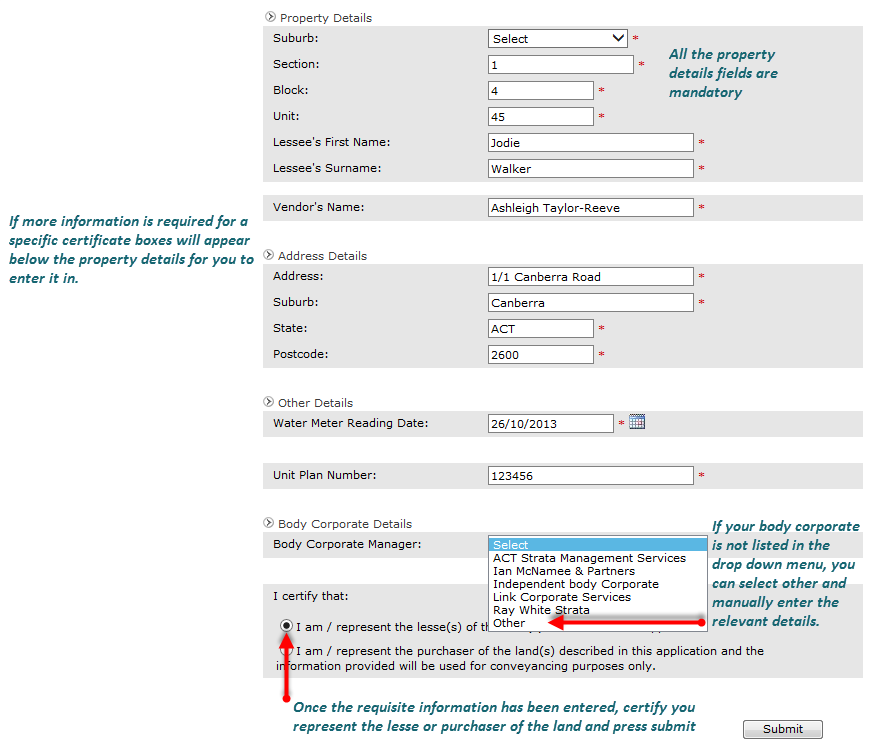 Property Details
Suburb: Select *
Section: 1 *
Block: 4 *
Unit: 45 *
Lessee's First Name: Jodie *
Lessee's Surname: Walker *
All the property
details fields are
mandatory
Vendor's Name: Ashleigh Taylor-Reeve *
If more information is required for a
specific certificate boxes will appear
below the property details for you to
enter it in.
Address Details
Address: 1/1 Canberra Road *
Suburb: Canberra *
State: ACT *
Postcode: 2600 *
Other Details
Water Meter Reading Date: 26/10/2013 *
Unit Plan Number: 123456 *
Body Corporate Details
Body Corporate Manager: Select
ACT Strata Management Services
Ian McNamee & Partners
Independent body Corporate
Link Corporate Services
Ray White Strata
Other
If your body corporate
is not listed in the
drop down menu, you
can select other and
manually enter the
relevant details.
I certify that:
I am / represent the lesse(s) of
I am / represent the purchaser of the land(s) described in this application and the
information provided will be used for conveyancing purposes only.
Once the requisite information has been entered, certify you
represent the lesse or purchaser of the land and press submit
Submit